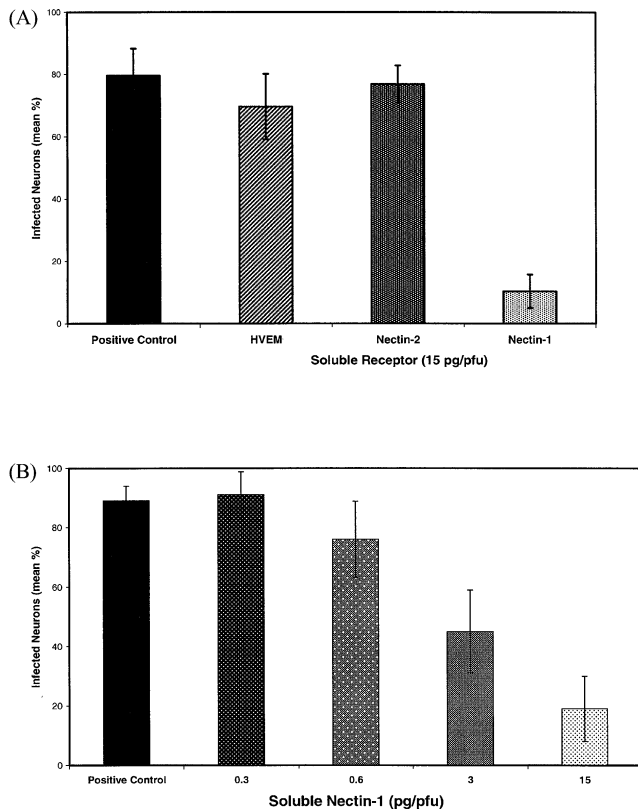 (A)
Infected Neurons (mean %)
100
80
60
40
20
0
Positive Control HVEM Nectin-2 Nectin-1
Soluble Receptor (15 pg/pfu)
(B)
Infected Neurons (mean %)
100
80
60
40
20
0
Positive Control 0.3 0.6 3 15
Soluble Nectin-1 (pg/pfu)